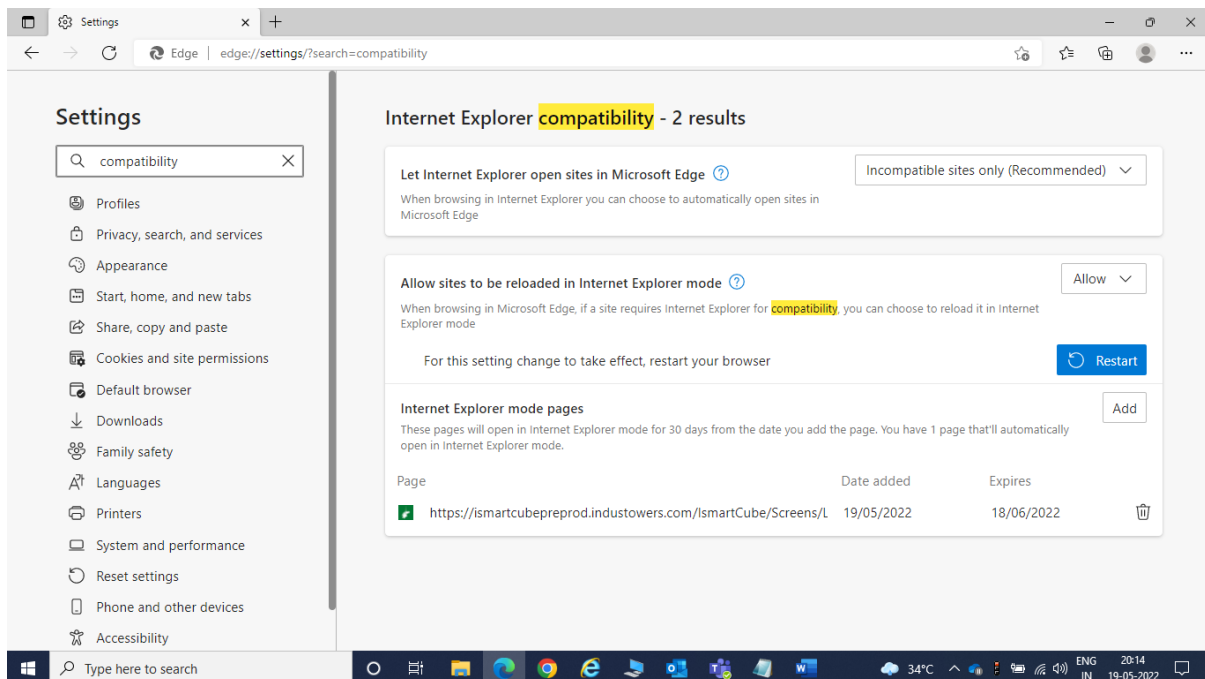 Settings
Edge
edge://settings/?search=compatibility
Settings
compatibility
Profiles
Privacy, search, and services
Appearance
Start, home, and new tabs
Share, copy and paste
Cookies and site permissions
Default browser
Downloads
Family safety
Languages
Printers
System and performance
Reset settings
Phone and other devices
Accessibility
Internet Explorer compatibility - 2 results
Let Internet Explorer open sites in Microsoft Edge
Incompatible sites only (Recommended)
When browsing in Internet Explorer you can choose to automatically open sites in
Microsoft Edge
Allow sites to be reloaded in Internet Explorer mode
Allow
When browsing in Microsoft Edge, if a site requires Internet Explorer for compatibility, you can choose to reload it in Internet
Explorer mode
For this setting change to take effect, restart your browser
Restart
Internet Explorer mode pages
Add
These pages will open in Internet Explorer mode for 30 days from the date you add the page. You have 1 page that'll automatically
open in Internet Explorer mode.
Page Date added Expires
https://ismartcubepreprod.industowers.com/IsmartCube/Screens/L 19/05/2022 18/06/2022
Type here to search
34°C
ENG
IN
20:14
19-05-2022